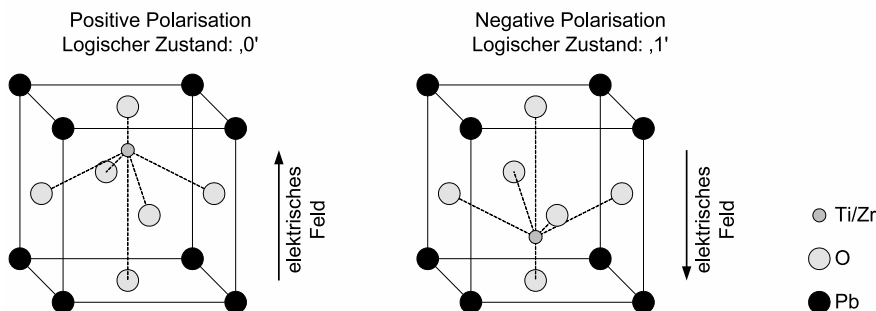 Positive Polarisation
Logischer Zustand: ‚0'
Negative Polarisation
Logischer Zustand: ‚1'
elektrisches
Feld
elektrisches
Feld
Ti/Zr
O
Pb